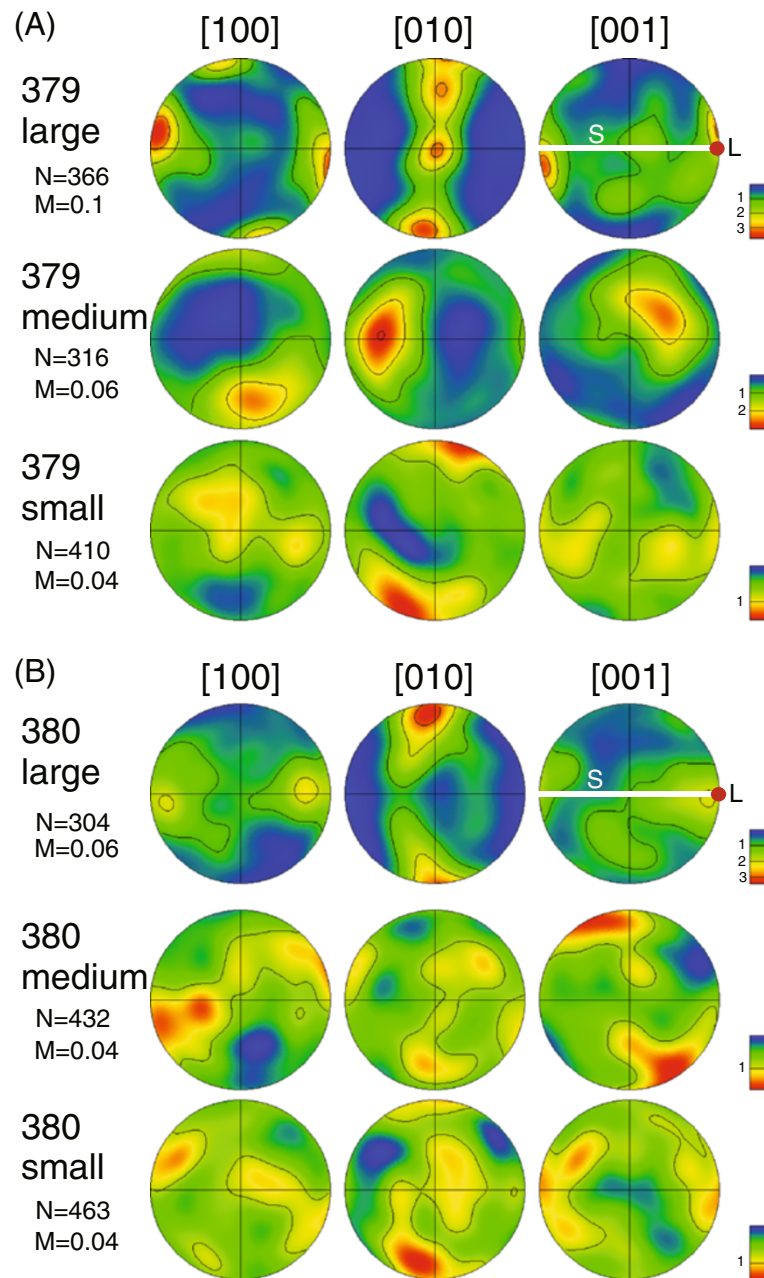 (A)
[100] [010] [001]
379
large
N=366
M=0.1
S
L
1
2
3
379
medium
N=316
M=0.06
1
2
379
small
N=410
M=0.04
1
(B)
[100] [010] [001]
380
large
N=304
M=0.06
S
L
1
2
3
380
medium
N=432
M=0.04
1
380
small
N=463
M=0.04
1